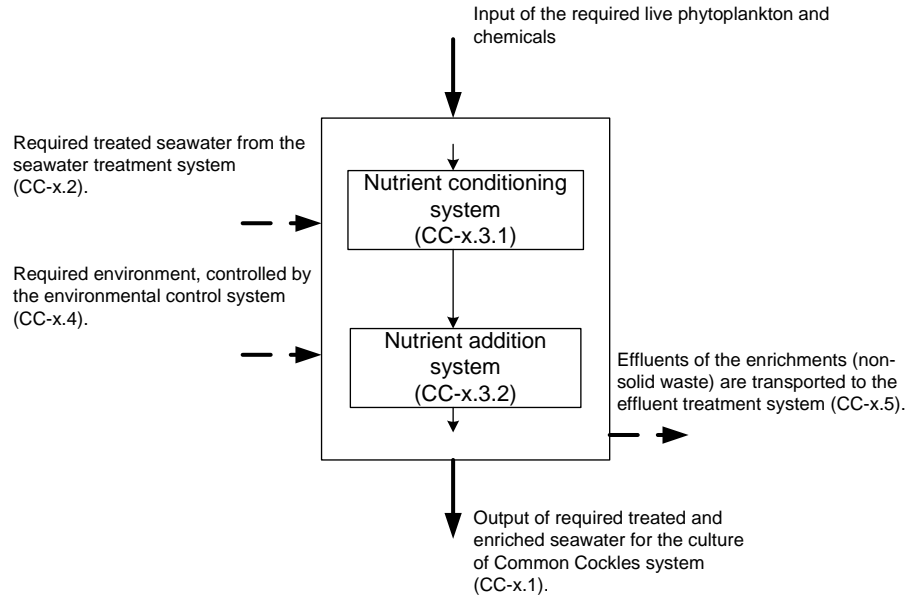 Input of the required live phytoplankton and
chemicals
Required treated seawater from the
seawater treatment system
(CC-x.2).
Nutrient conditioning
system
(CC-x.3.1)
Required environment, controlled by
the environmental control system
(CC-x.4).
Nutrient addition
system
(CC-x.3.2)
Effluents of the enrichments (non-
solid waste) are transported to the
effluent treatment system (CC-x.5).
Output of required treated and
enriched seawater for the culture
of Common Cockles system
(CC-x.1).